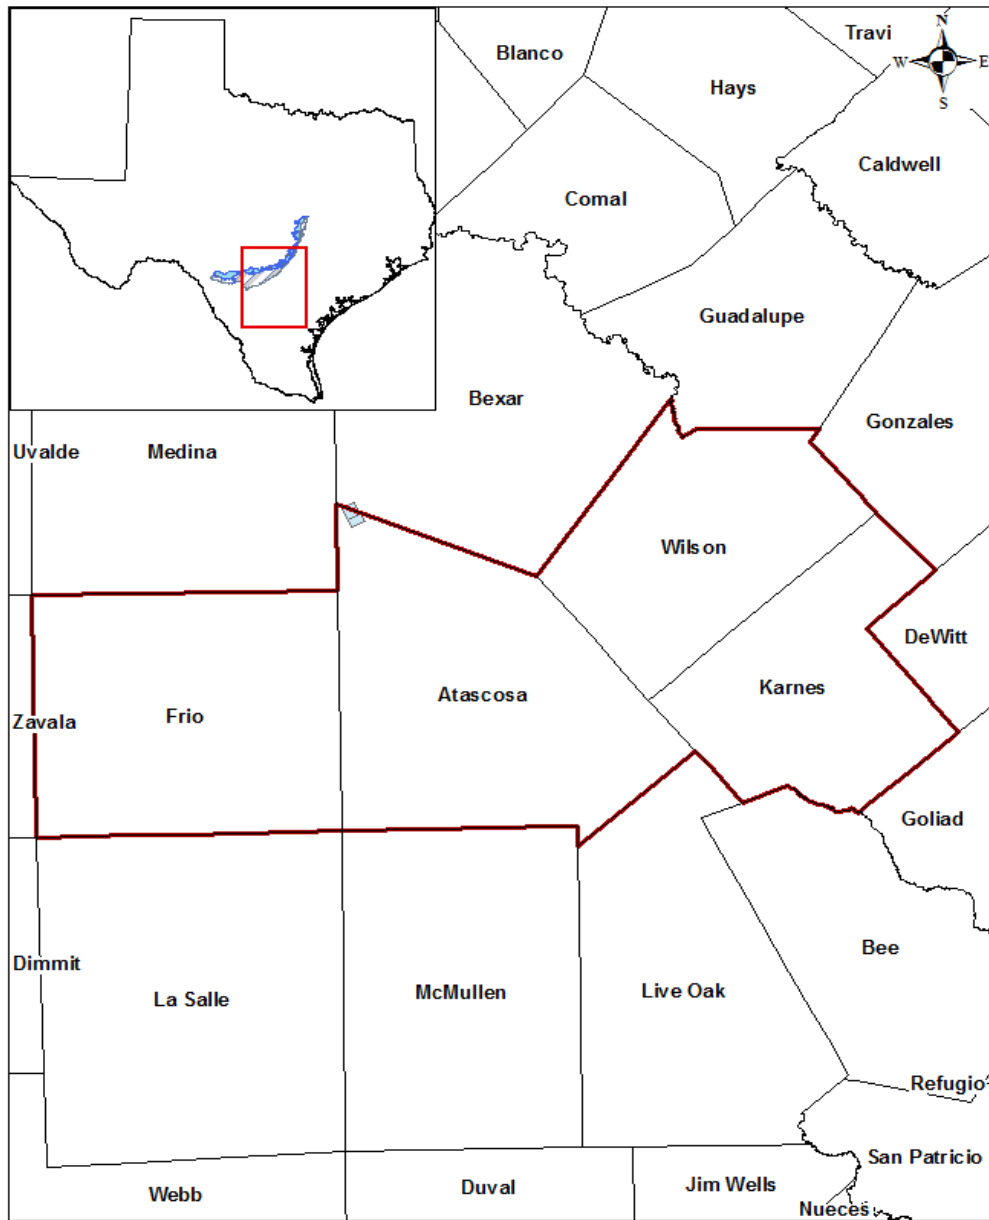 Blanco
Travi
N
W
E
S
Hays
Caldwell
Comal
Guadalupe
Bexar
Gonzales
Uvalde
Medina
Wilson
DeWitt
Karnes
Atascosa
Frio
Zavala
Goliad
Bee
Dimmit
La Salle
McMullen
Live Oak
Refugio
San Patricio
Webb
Duval
Jim Wells
Nueces